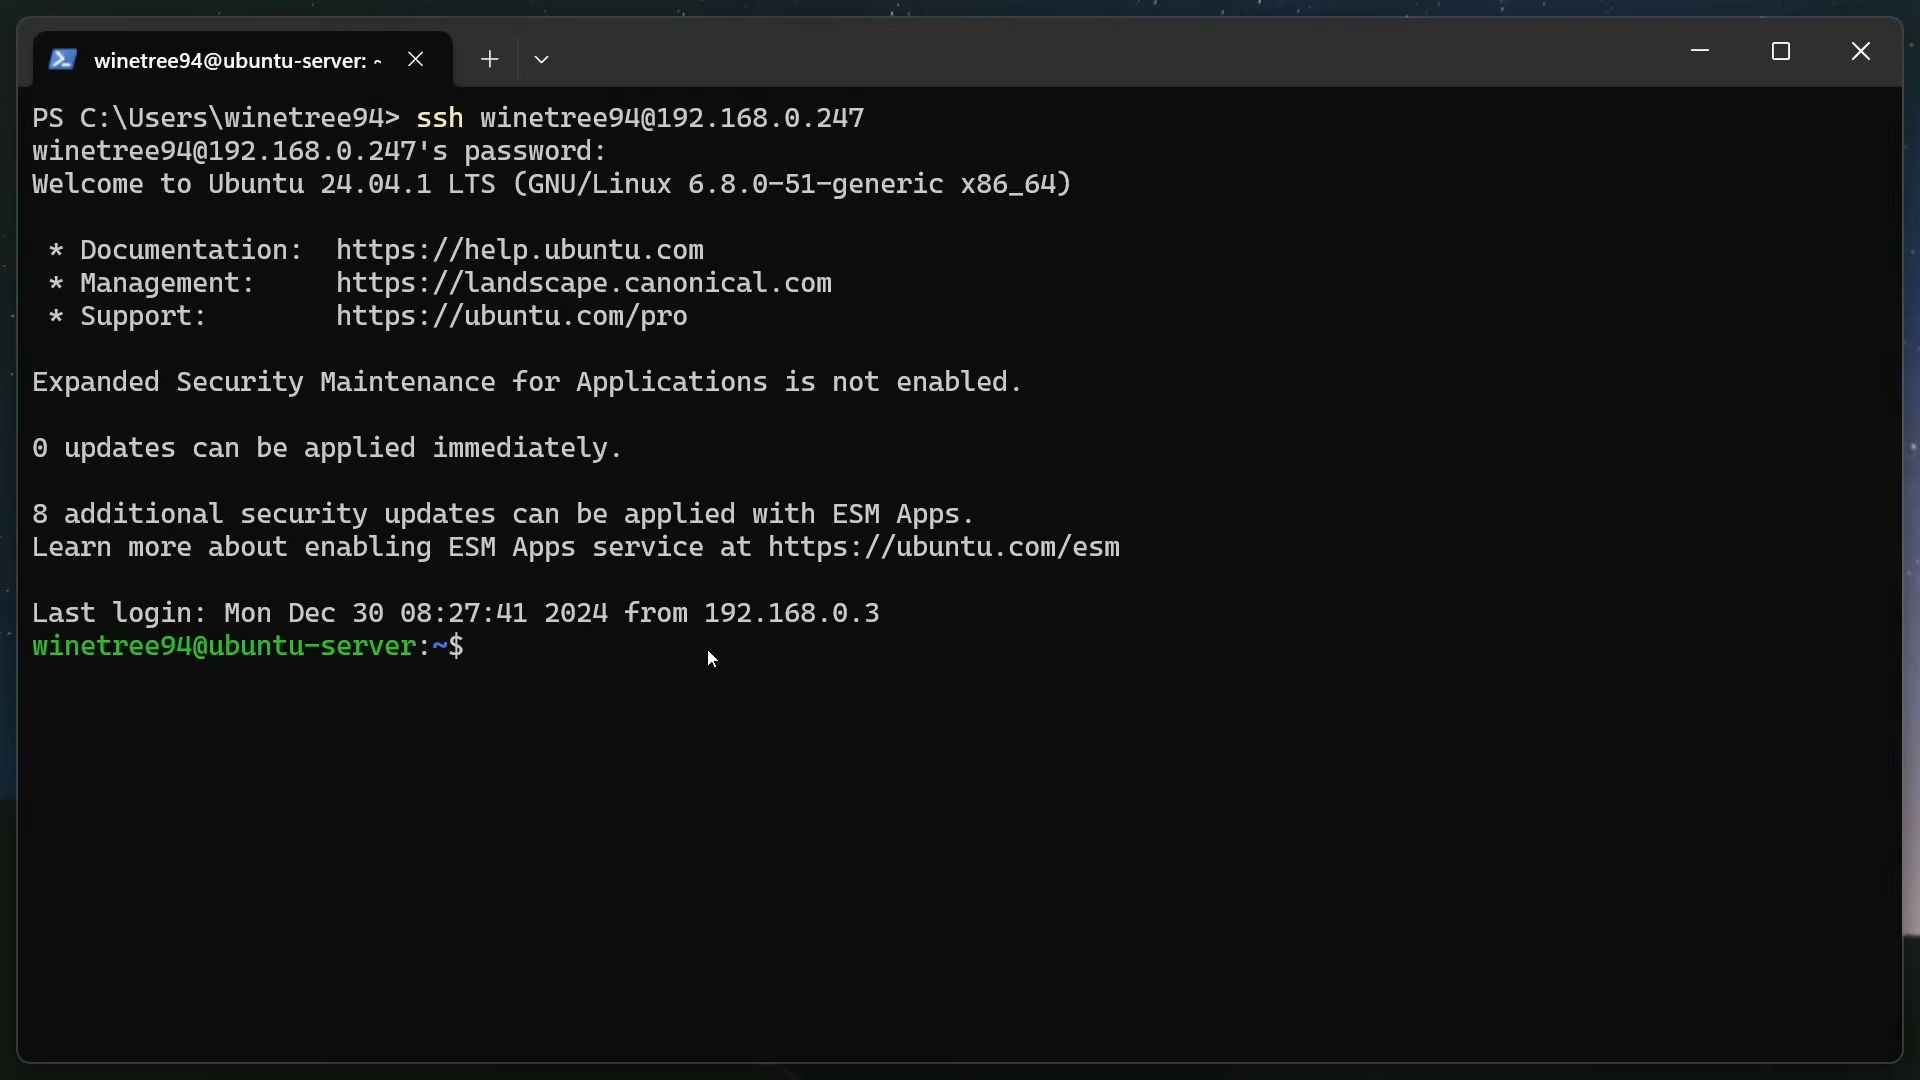 winetree94@ubuntu-server: ~
PS C:\Users\winetree94> ssh winetree94@192.168.0.247
winetree94@192.168.0.247's password:
Welcome to Ubuntu 24.04.1 LTS (GNU/Linux 6.8.0-51-generic x86_64)
* Documentation:  https://help.ubuntu.com
* Management:     https://landscape.canonical.com
* Support:        https://ubuntu.com/pro
Expanded Security Maintenance for Applications is not enabled.
0 updates can be applied immediately.
8 additional security updates can be applied with ESM Apps.
Learn more about enabling ESM Apps service at https://ubuntu.com/esm
Last login: Mon Dec 30 08:27:41 2024 from 192.168.0.3
winetree94@ubuntu-server:~$